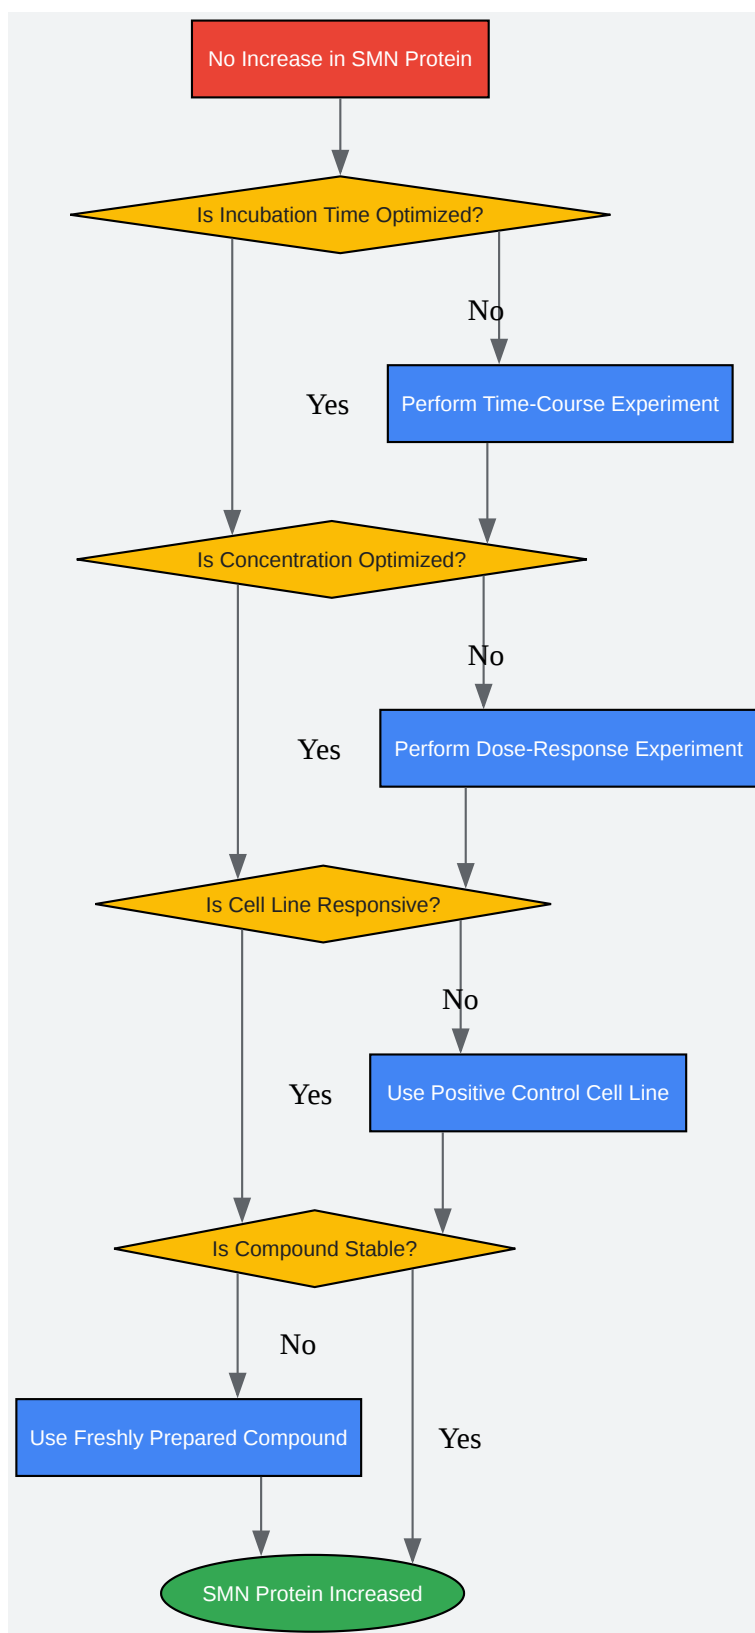 No Increase in SMN Protein
Is Incubation Time Optimized?
No
Yes
Perform Time-Course Experiment
Is Concentration Optimized?
No
Yes
Perform Dose-Response Experiment
Is Cell Line Responsive?
No
Yes
Use Positive Control Cell Line
Is Compound Stable?
No
Use Freshly Prepared Compound
Yes
SMN Protein Increased